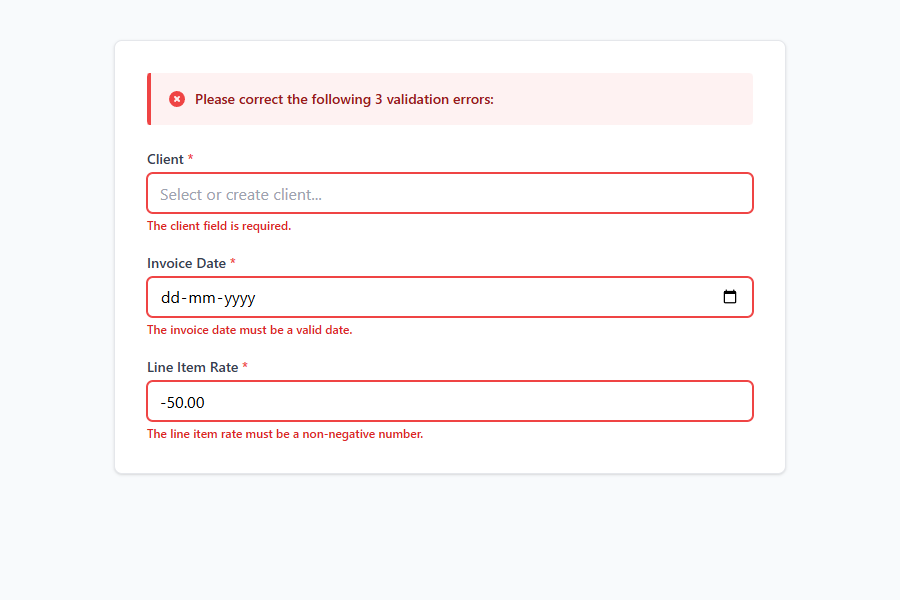 Please correct the following 3 validation errors:
Client *
Select or create client...
The client field is required.
Invoice Date *
dd-mm-yyyy
The invoice date must be a valid date.
Line Item Rate *
-50.00
The line item rate must be a non-negative number.